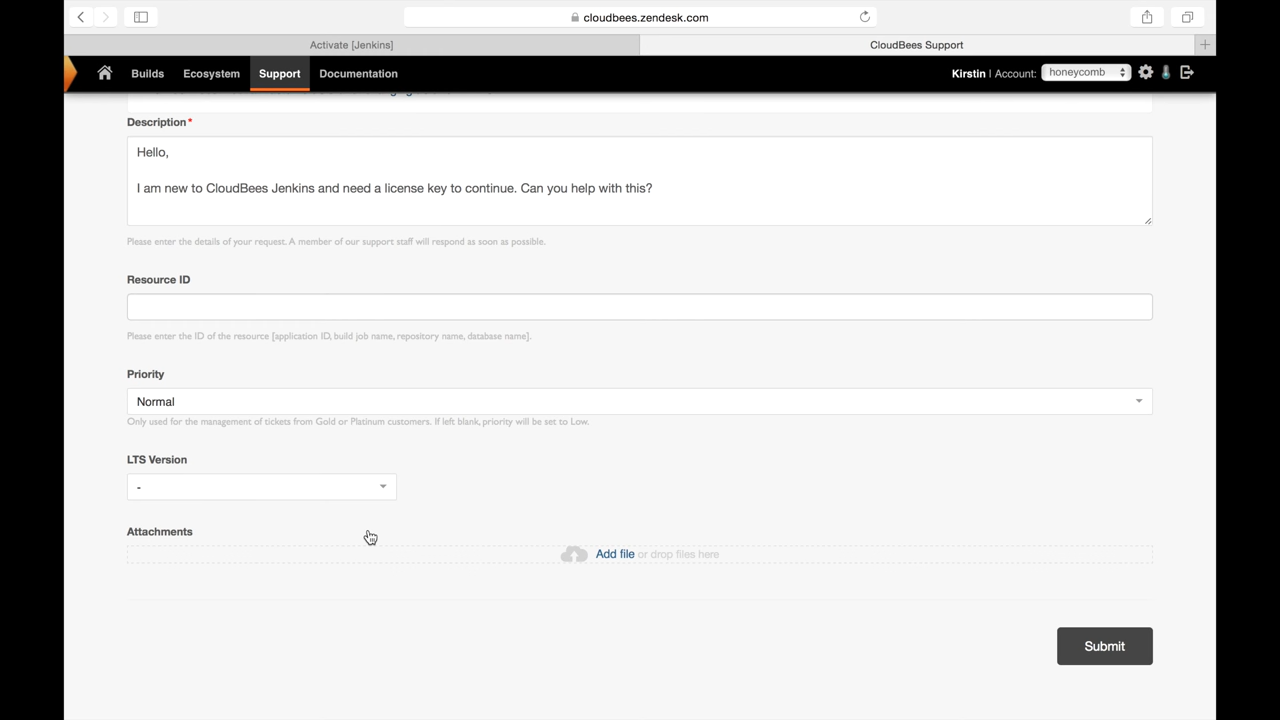 cloudbees.zendesk.com
Activate [Jenkins]
CloudBees Support
+
Builds
Ecosystem
Support
Documentation
Kirstin | Account:
honeycomb
Description*
Hello,
I am new to CloudBees Jenkins and need a license key to continue. Can you help with this?
Please enter the details of your request. A member of our support staff will respond as soon as possible.
Resource ID
Please enter the ID of the resource [application ID, build job name, repository name, database name].
Priority
Normal
Only used for the management of tickets from Gold or Platinum customers. If left blank, priority will be set to Low.
LTS Version
-
Attachments
Add file or drop files here
Submit